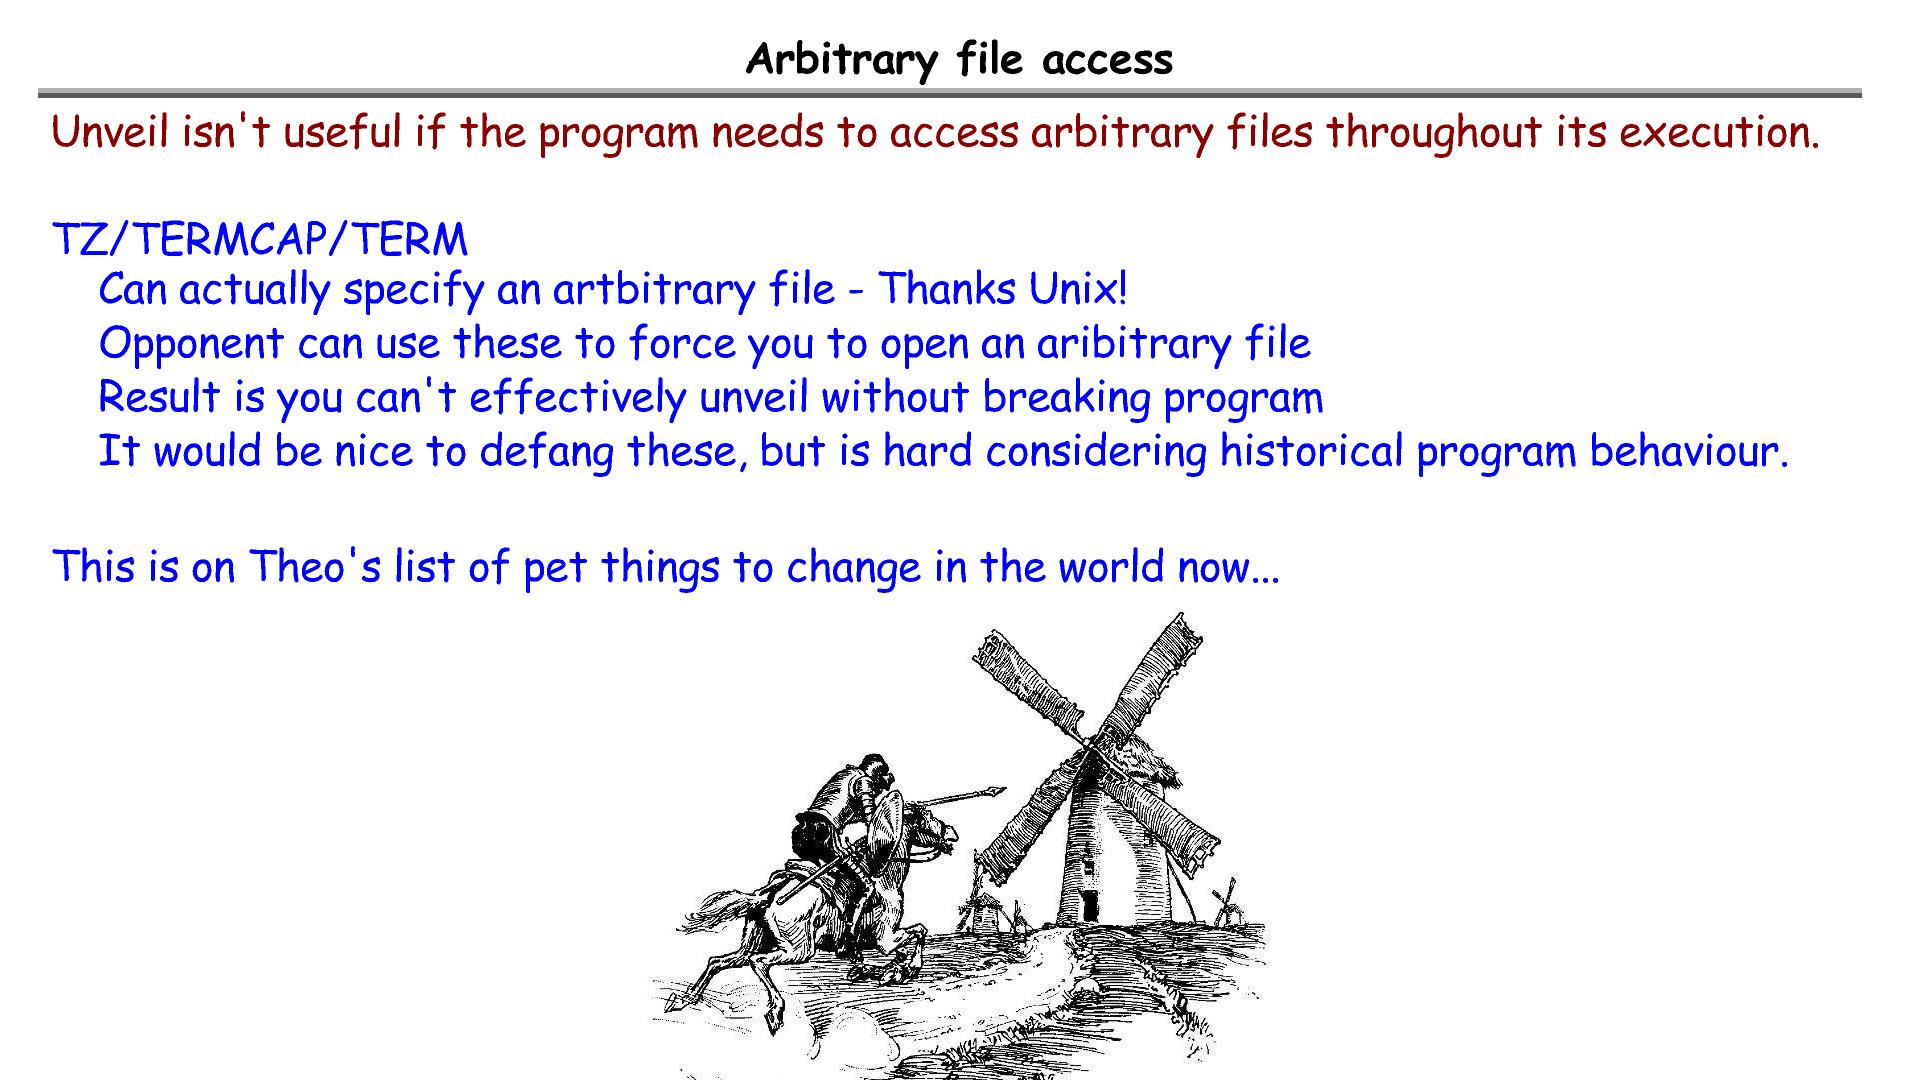 Arbitrary file access
Unveil isn't useful if the program needs to access arbitrary files throughout its execution.
TZ/TERMCAP/TERM
Can actually specify an artbitrary file - Thanks Unix!
Opponent can use these to force you to open an aribitrary file
Result is you can't effectively unveil without breaking program
It would be nice to defang these, but is hard considering historical program behaviour.
This is on Theo's list of pet things to change in the world now...